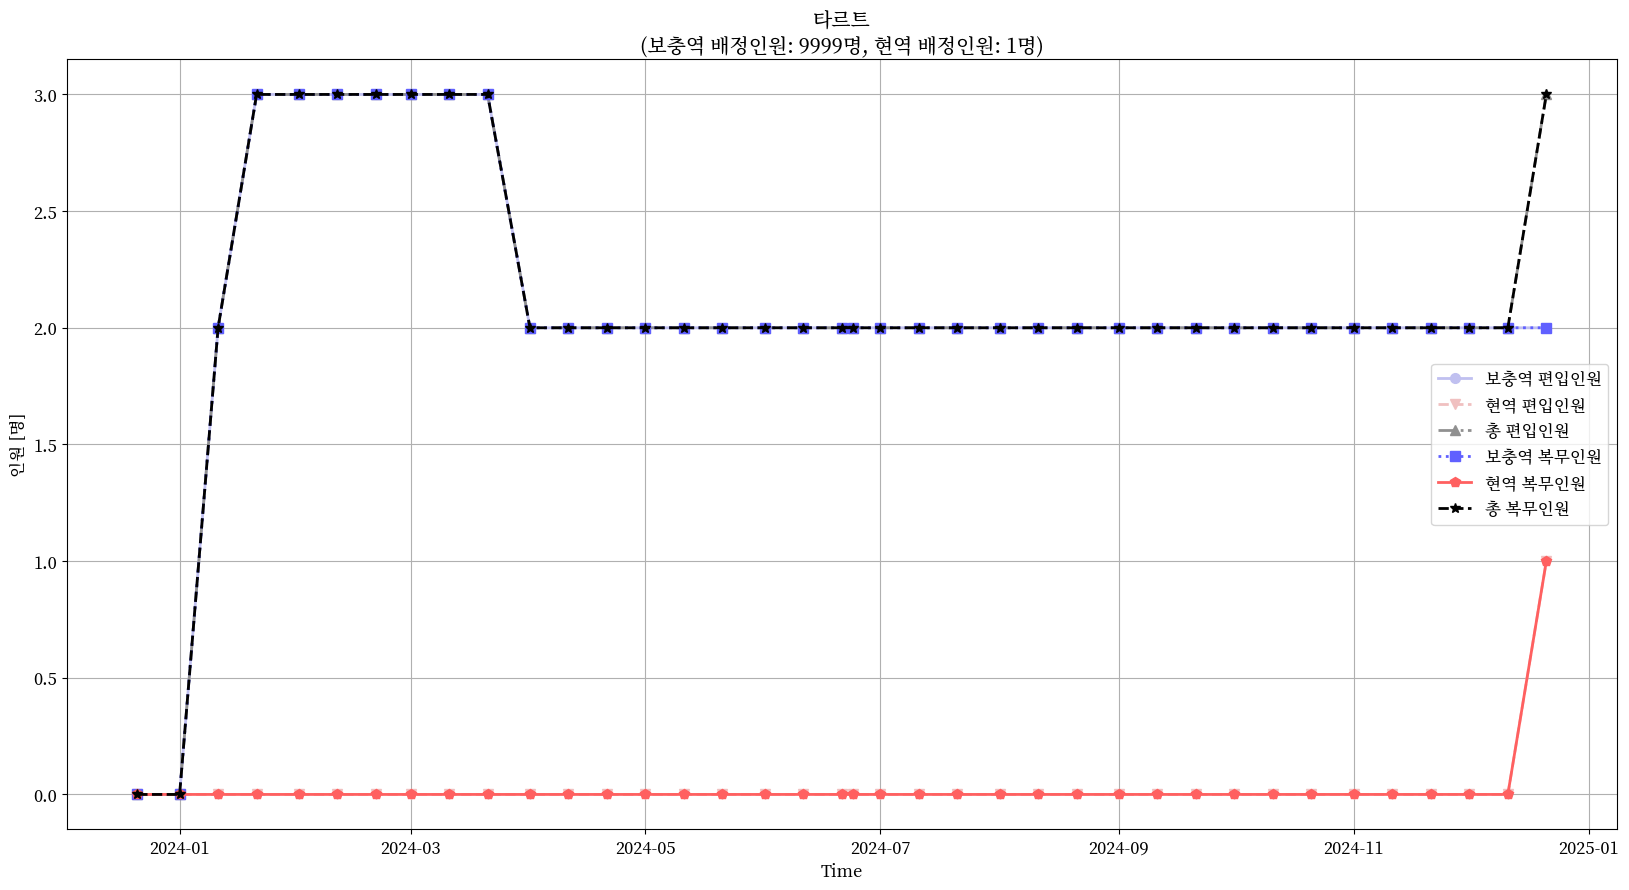 타르트
(보충역 배정인원: 9999명, 현역 배정인원: 1명)
인원 [명]
3.0
2.5
2.0
1.5
1.0
0.5
0.0
보충역 편입인원
현역 편입인원
총 편입인원
보충역 복무인원
현역 복무인원
총 복무인원
2024-01
2024-03
2024-05
2024-07
2024-09
2024-11
2025-01
Time